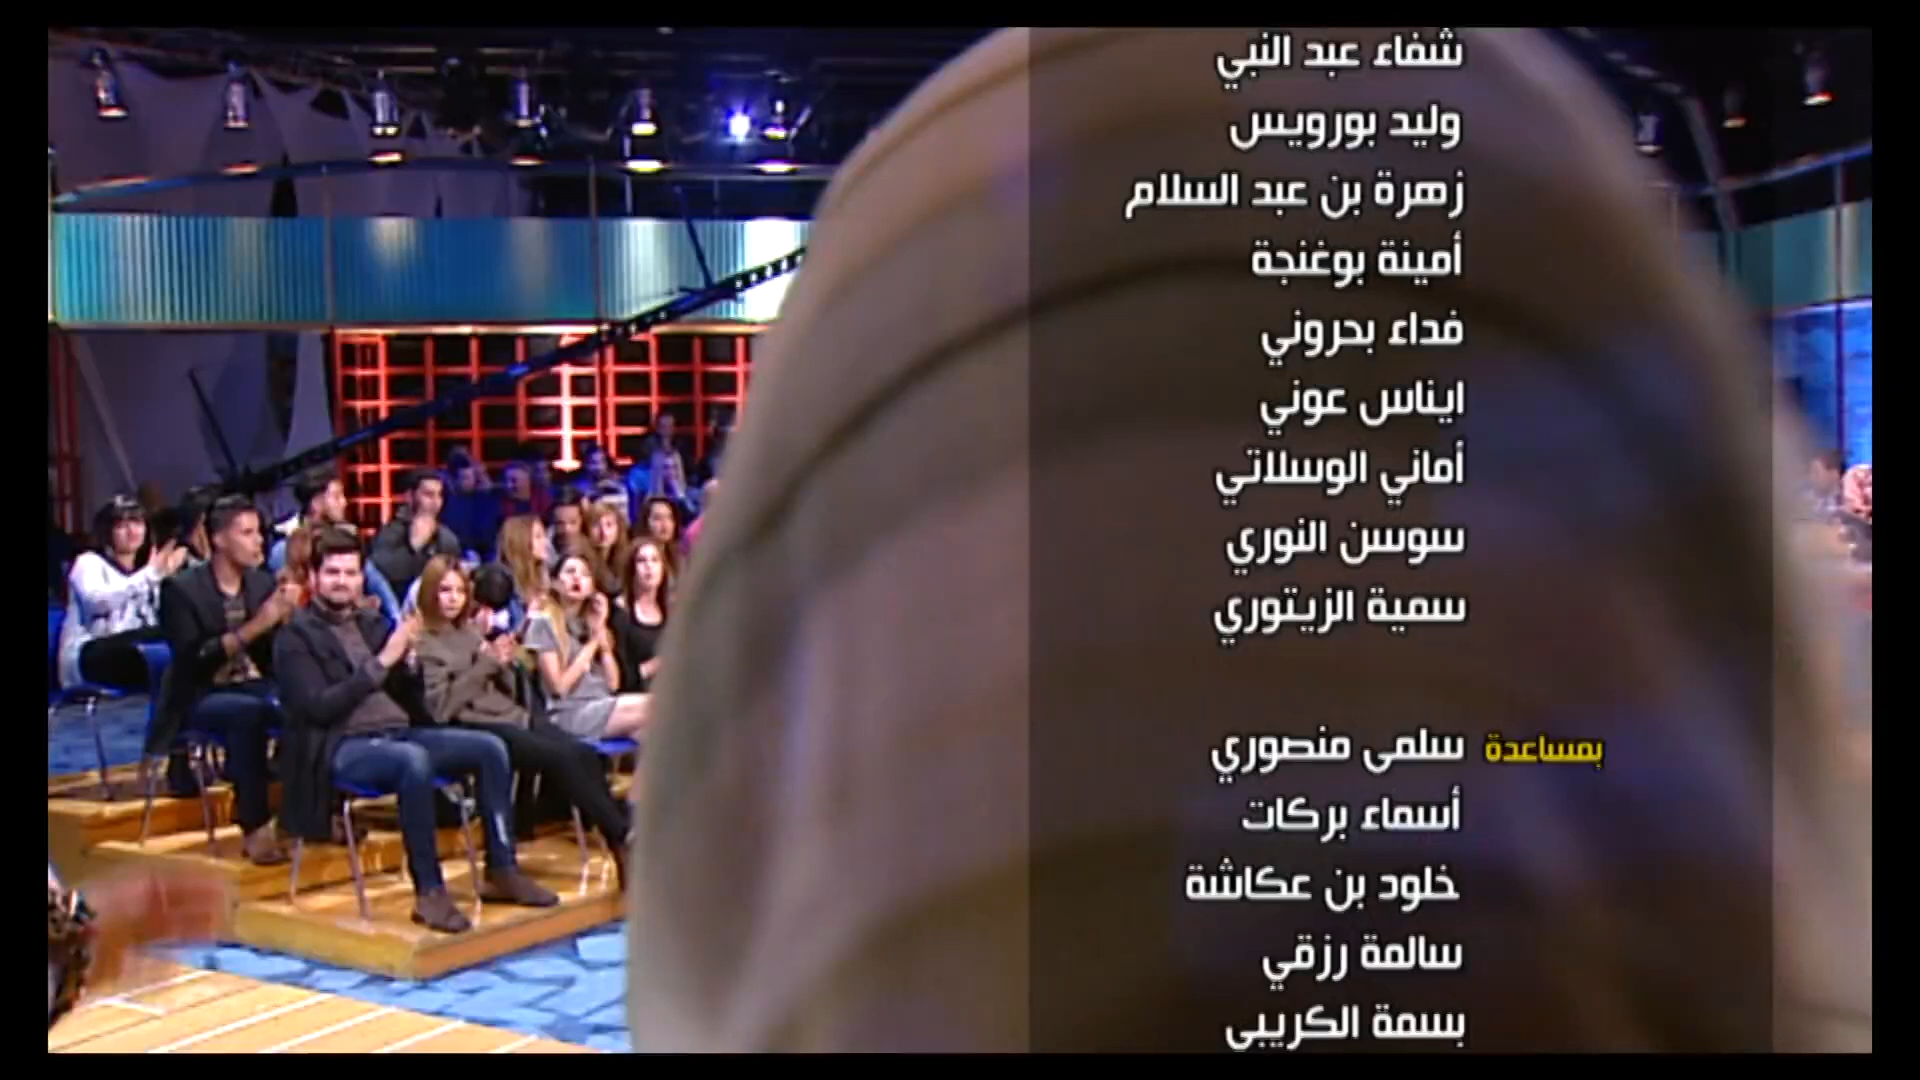 شفاء عبد النبي
وليد بورويس
زهرة بن عبد السلام
أمينة بوغنجة
فداء بحروني
ايناس عوني
أماني الوسلاتي
سوسن النوري
سمية الزيتوري
بمساعدة سلمى منصوري
أسماء بركات
خلود بن عكاشة
سالمة رزقي
بسمة الكريبي